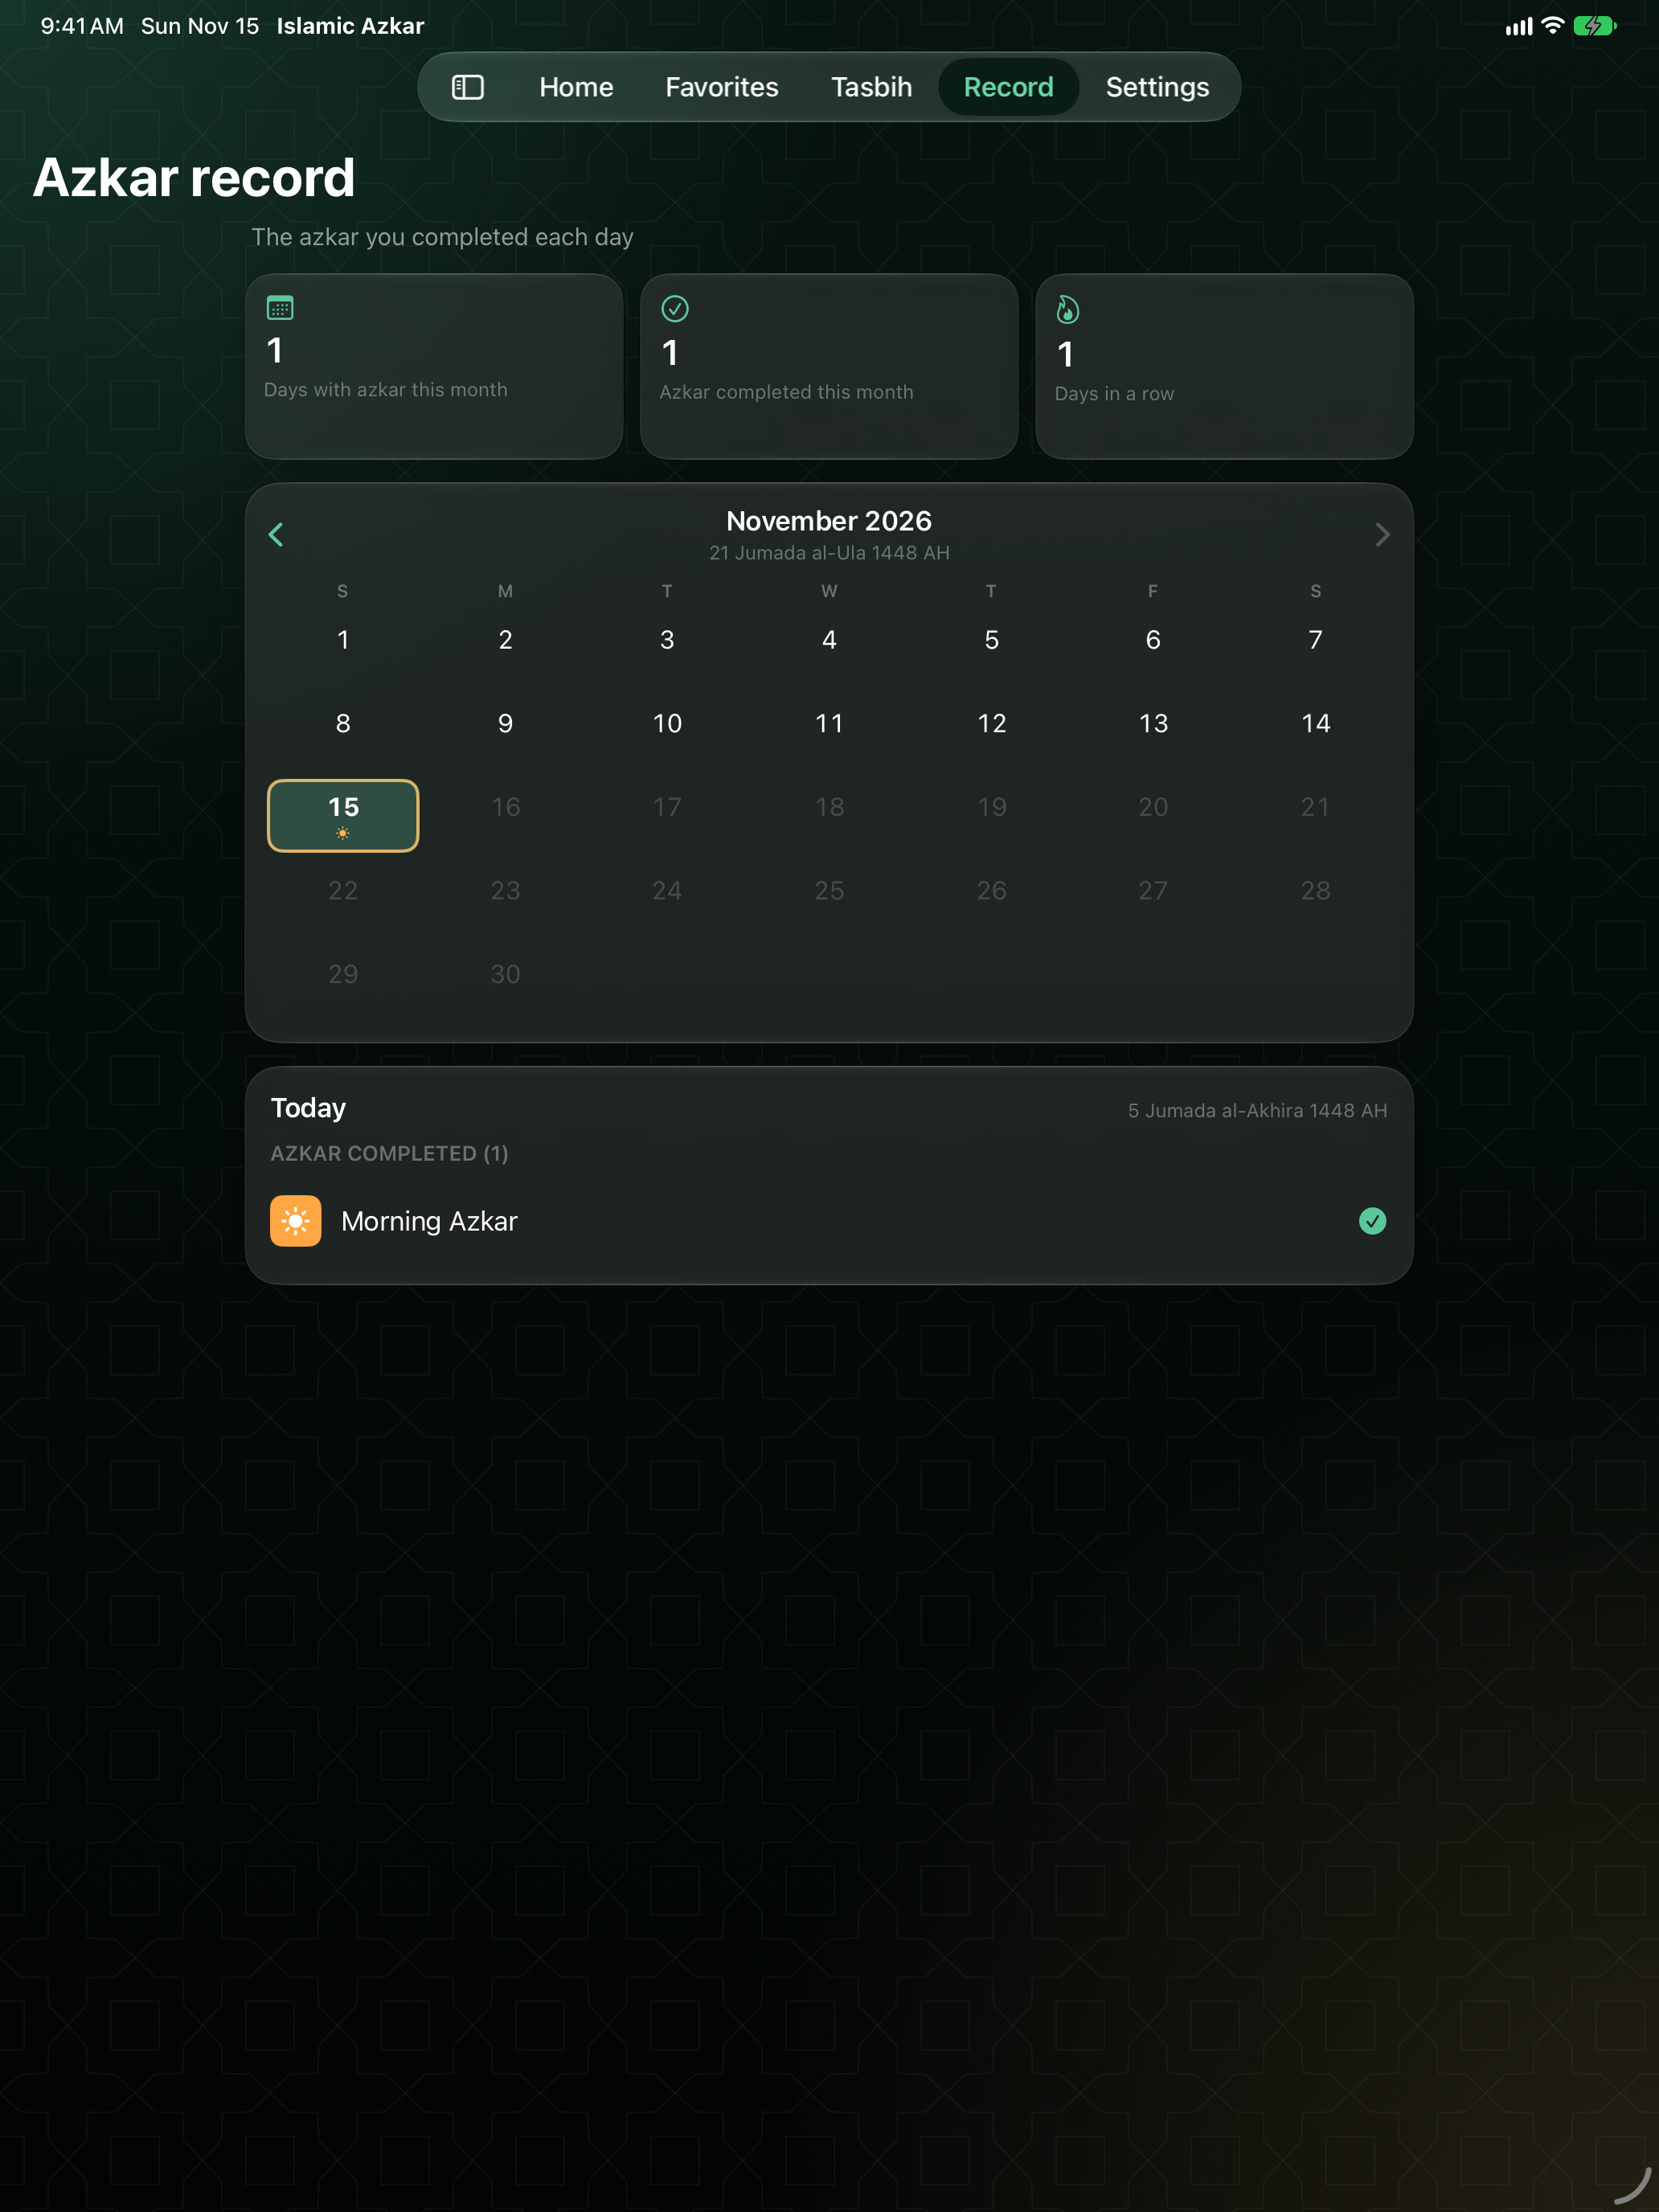 9:41 AM Sun Nov 15 Islamic Azkar
Home Favorites Tasbih Record Settings
Azkar record
The azkar you completed each day
1
Days with azkar this month
1
Azkar completed this month
1
Days in a row
November 2026
21 Jumada al-Ula 1448 AH
S M T W T F S
1 2 3 4 5 6 7
8 9 10 11 12 13 14
15 16 17 18 19 20 21
22 23 24 25 26 27 28
29 30
Today 5 Jumada al-Akhira 1448 AH
AZKAR COMPLETED (1)
Morning Azkar